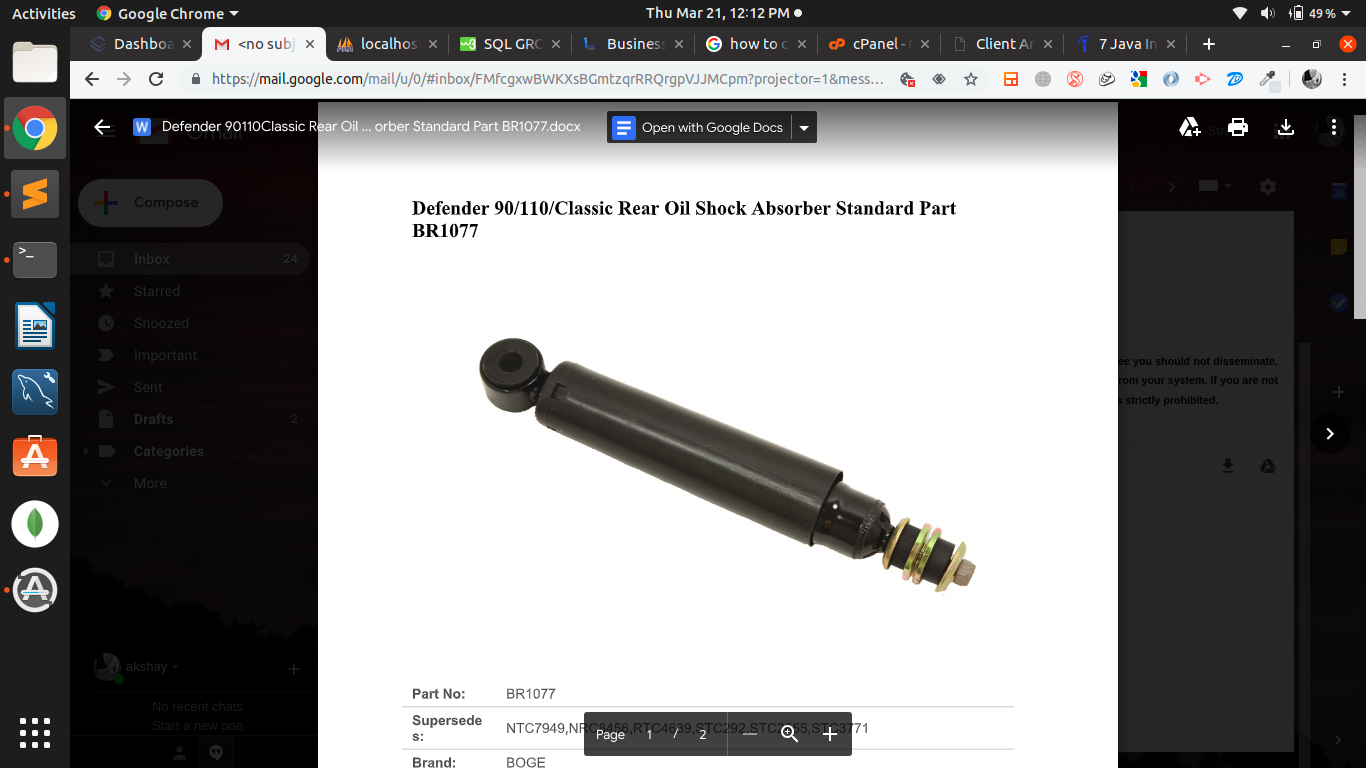 Activities
Google Chrome
Thu Mar 21, 12:12 PM
49 %
Dashboa
<no subj
localhos
SQL GRO
Business
how to c
cPanel -
Client Ar
7 Java In
https://mail.google.com/mail/u/0/#inbox/FMfcgxwBWKXsBGmtzqrRRQrgpVJJMCpm?projector=1&mess...
Defender 90110Classic Rear Oil ... orber Standard Part BR1077.docx
Open with Google Docs
Compose
Inbox 24
Starred
Snoozed
Important
Sent
Drafts 2
Categories
More
akshay
No recent chats
Start a new one
Defender 90/110/Classic Rear Oil Shock Absorber Standard Part
BR1077
ee you should not disseminate,
rom your system. If you are not
s strictly prohibited.
Part No: BR1077
Supersede
s:
NTC7949,NRC8456,RTC4639,STC292.STC2 55,STC3771
Page 1 / 2
Brand: BOGE